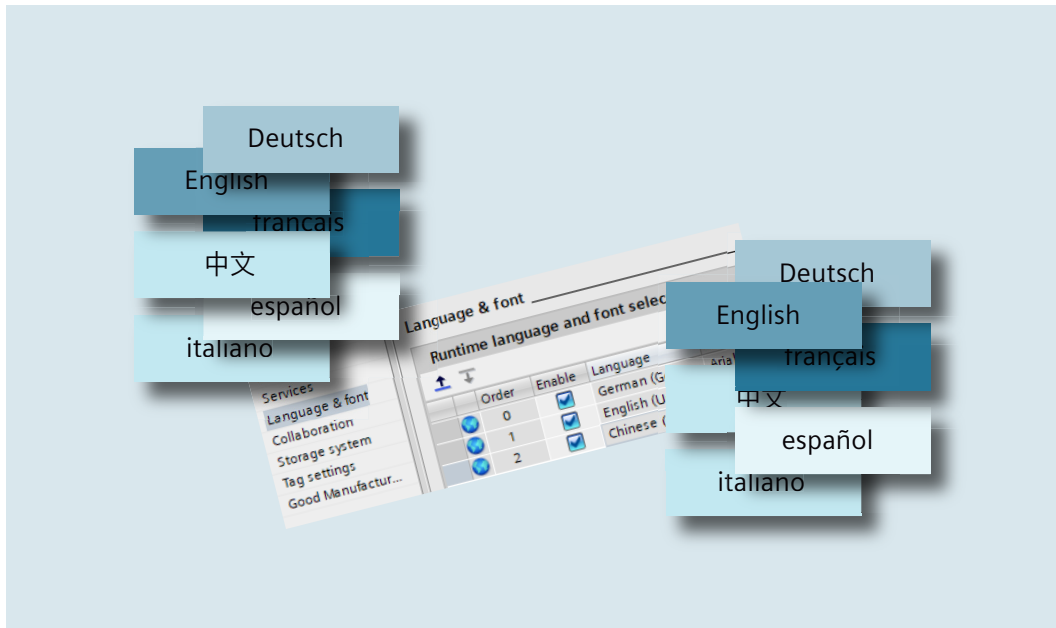 Deutsch
English
français
中文
español
italiano
Language & font
Runtime language and font selec
Order Enable Language
0 German (G
1 English (U
2 Chinese (
Services
Language & font
Collaboration
Storage system
Tag settings
Good Manufactur...
Deutsch
English
français
中文
español
italiano